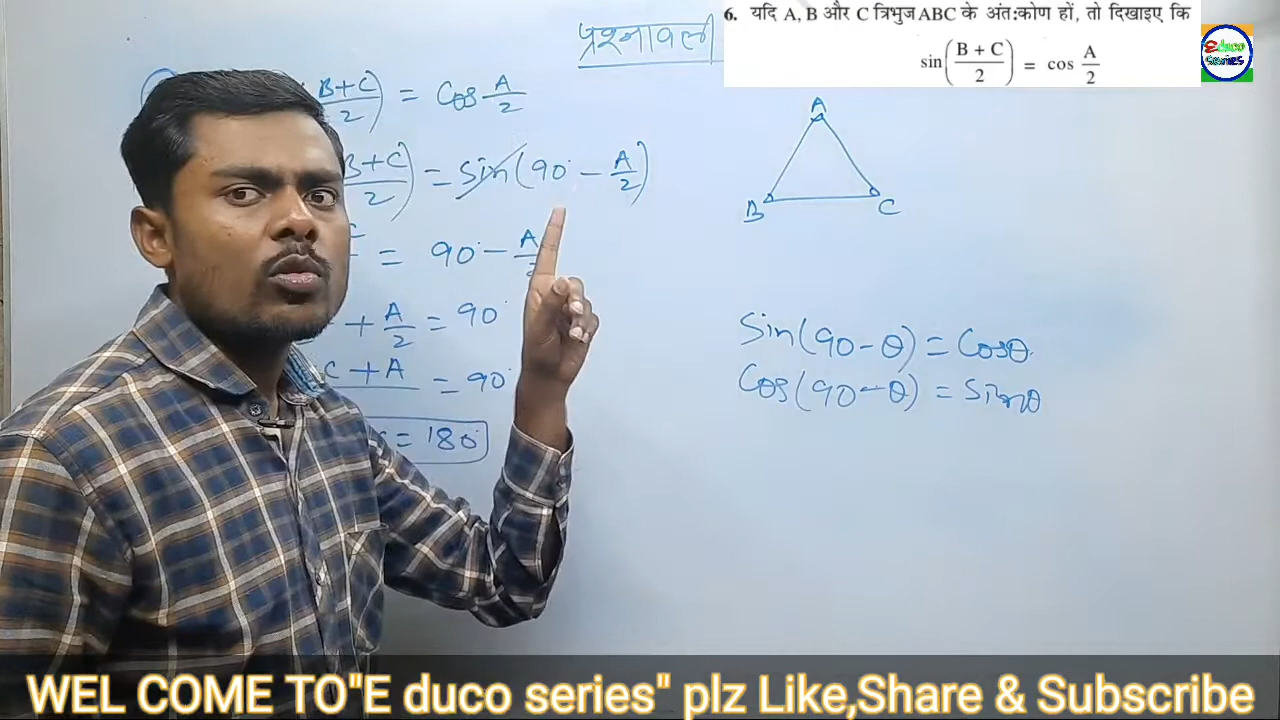 प्रश्नावली
6. यदि A, B और C त्रिभुज ABC के अंत:कोण हों, तो दिखाइए कि
sin((B + C)/2) = cos A/2
Educo
series
B+C/2) = Cos A/2
B+C/2) = Sin(90° - A/2)
C = 90° - A
+ A/2 = 90°
C + A = 90°
= 180°
A
B C
Sin(90-θ) = Cosθ
Cos(90-θ) = Sinθ
WEL COME TO"E duco series" plz Like,Share & Subscribe